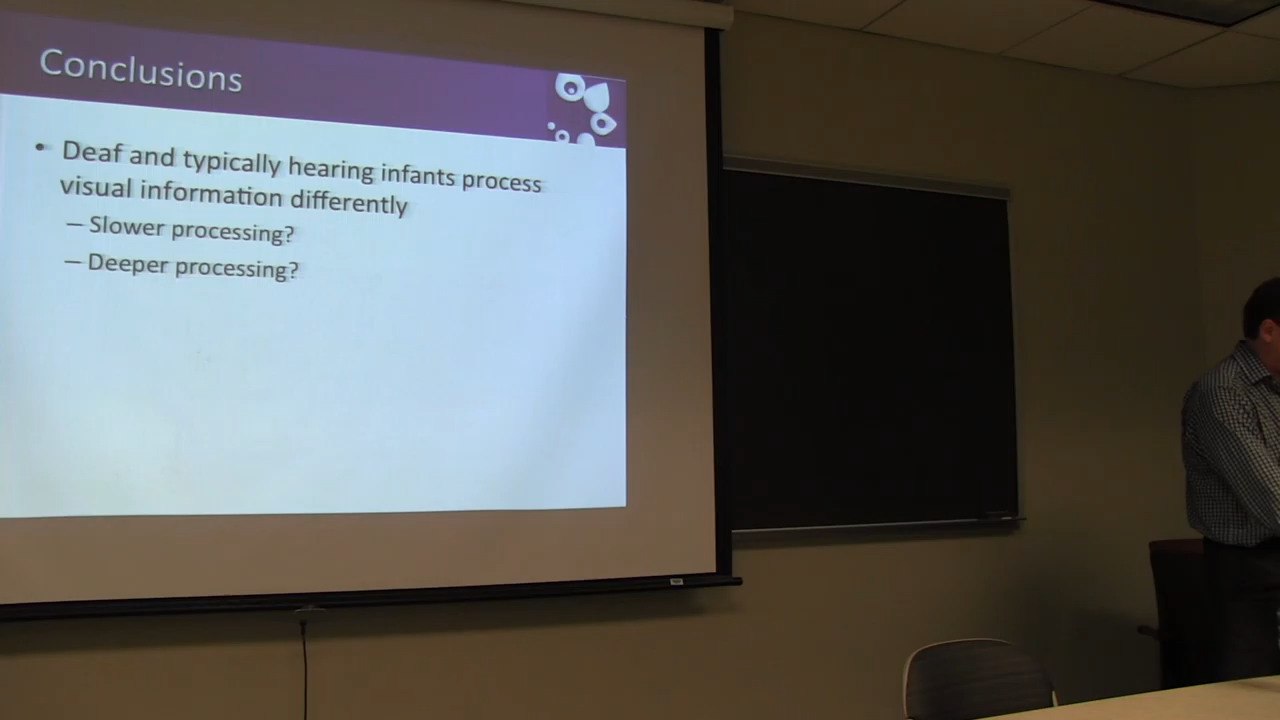 Conclusions
• Deaf and typically hearing infants process
visual information differently
– Slower processing?
– Deeper processing?